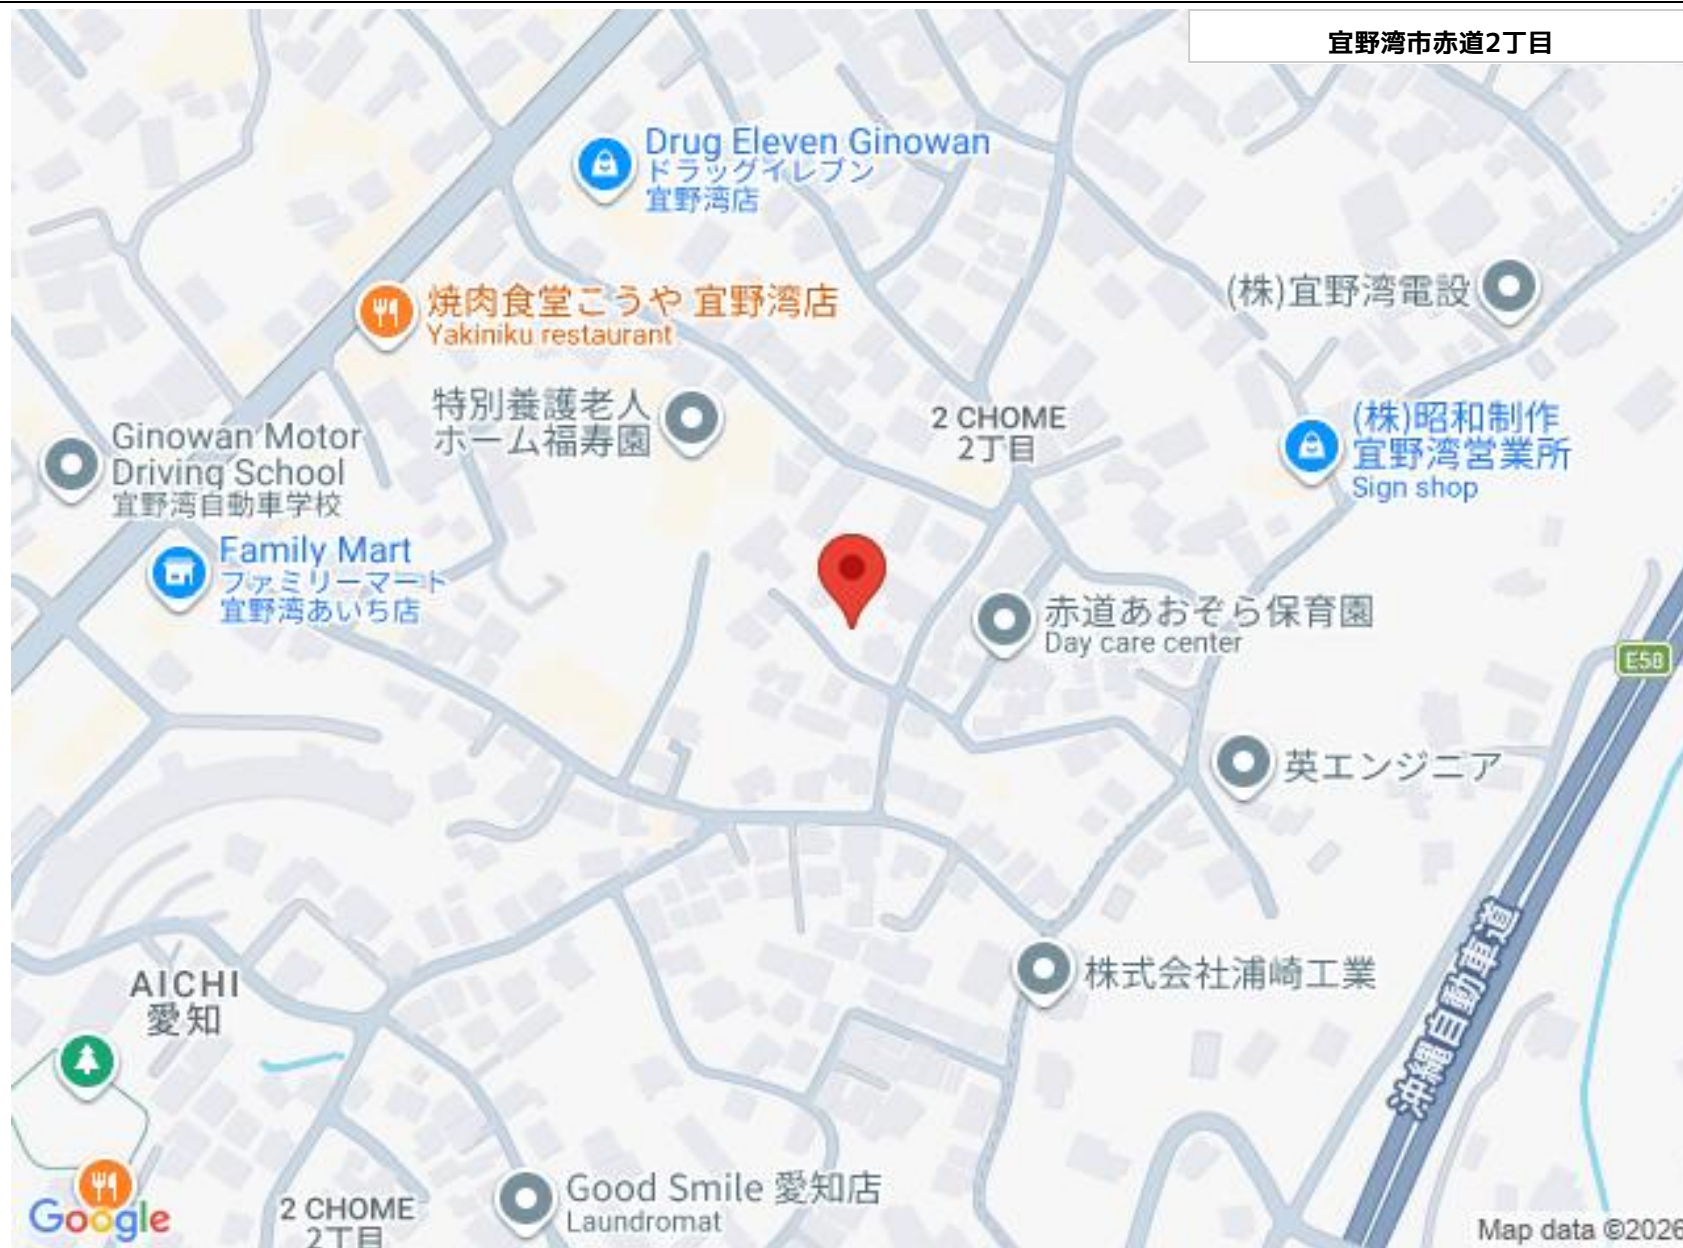 宜野湾市赤道2丁目
Drug Eleven Ginowan
ドラッグイレブン
宜野湾店
焼肉食堂こうや 宜野湾店
Yakiniku restaurant
(株)宜野湾電設
特別養護老人
ホーム福寿園
2 CHOME
2丁目
(株)昭和制作
宜野湾営業所
Sign shop
Ginowan Motor
Driving School
宜野湾自動車学校
Family Mart
ファミリーマート
宜野湾あいち店
赤道あおぞら保育園
Day care center
E58
英エンジニア
沖縄自動車道
株式会社浦崎工業
AICHI
愛知
Good Smile 愛知店
Laundromat
2 CHOME
2丁目
Google
Map data ©2026